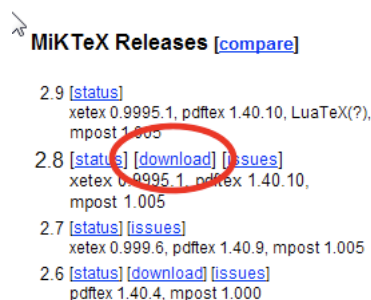 MiKTeX Releases [compare]
2.9 [status]
xetex 0.9995.1, pdftex 1.40.10, LuaTeX(?),
mpost 1.005
2.8 [status] [download] [issues]
xetex 0.9995.1, pdftex 1.40.10,
mpost 1.005
2.7 [status] [issues]
xetex 0.999.6, pdftex 1.40.9, mpost 1.005
2.6 [status] [download] [issues]
pdftex 1.40.4, mpost 1.000